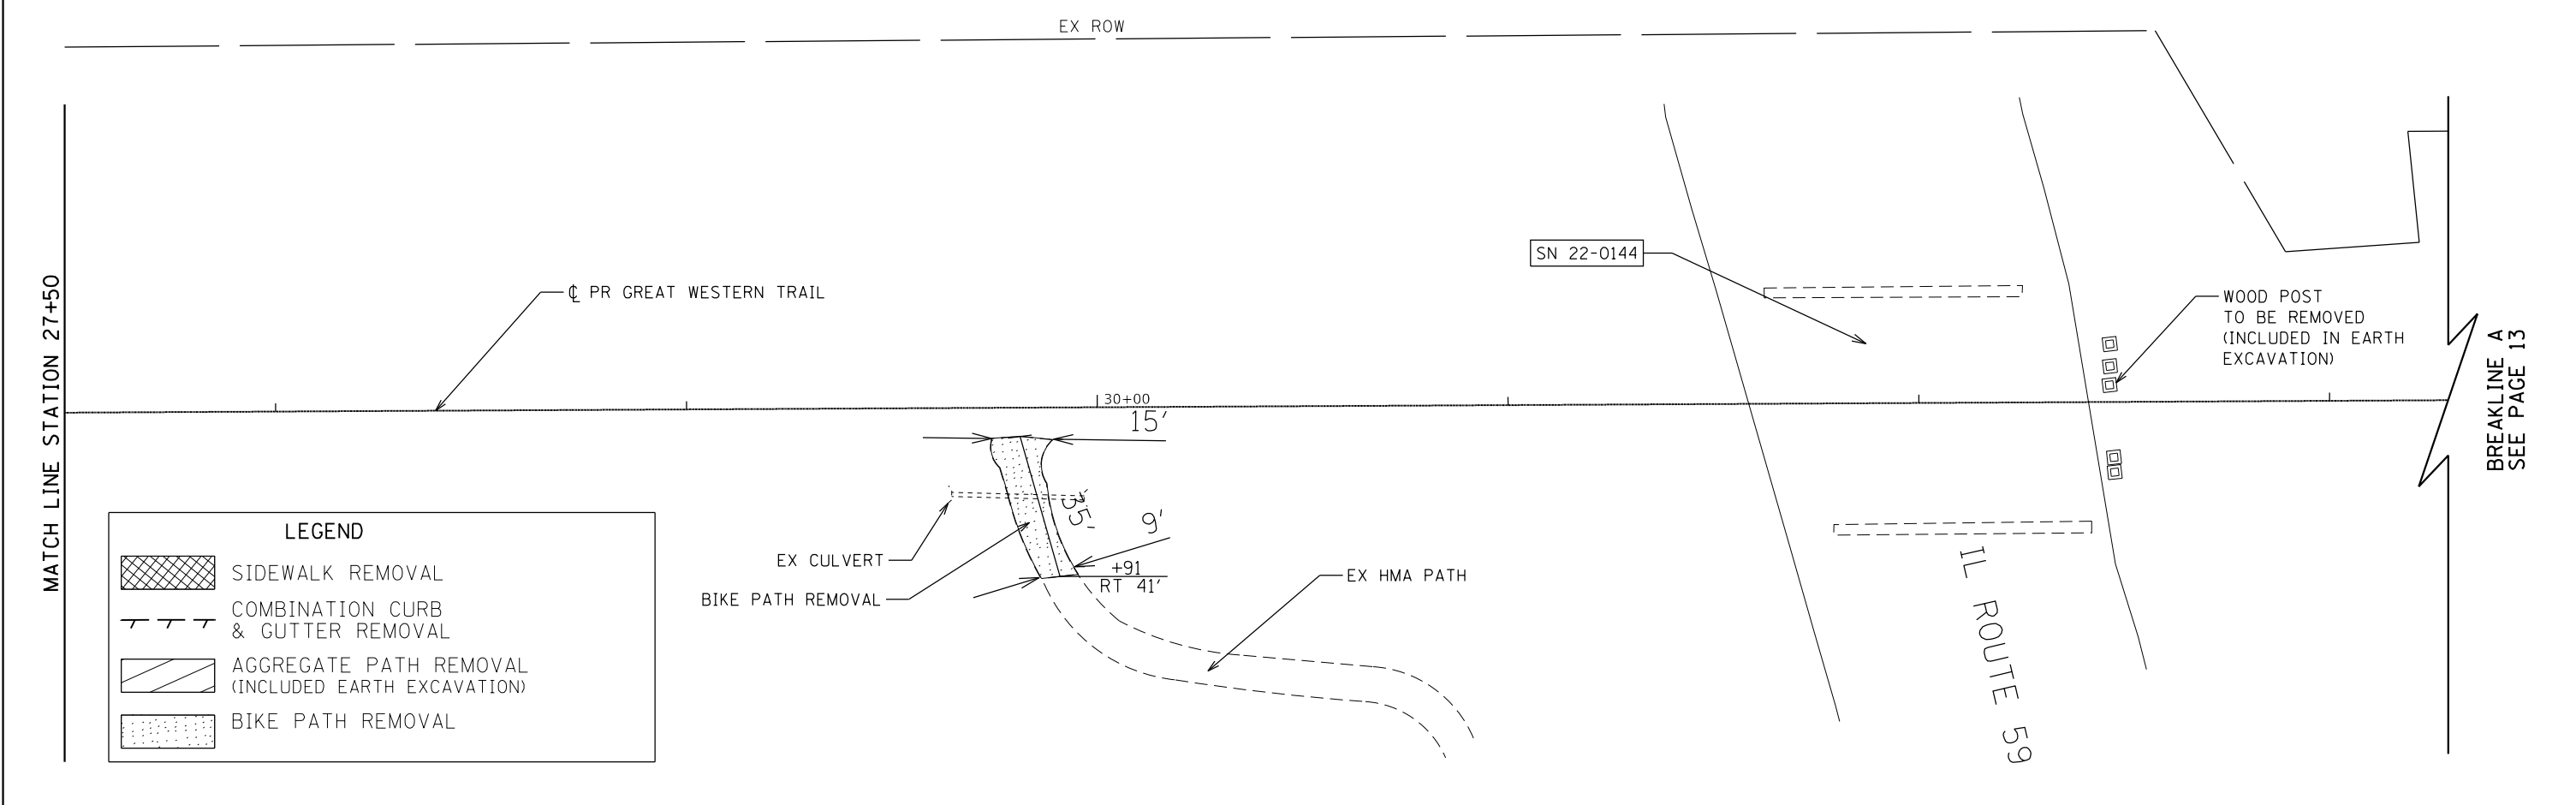 EX ROW
MATCH LINE STATION 27+50
℄ PR GREAT WESTERN TRAIL
SN 22-0144
WOOD POST
TO BE REMOVED
(INCLUDED IN EARTH
EXCAVATION)
BREAKLINE A
SEE PAGE 13
30+00
15'
35'
9'
+91
RT 41'
EX CULVERT
BIKE PATH REMOVAL
EX HMA PATH
IL ROUTE 59
LEGEND
SIDEWALK REMOVAL
COMBINATION CURB
& GUTTER REMOVAL
AGGREGATE PATH REMOVAL
(INCLUDED EARTH EXCAVATION)
BIKE PATH REMOVAL